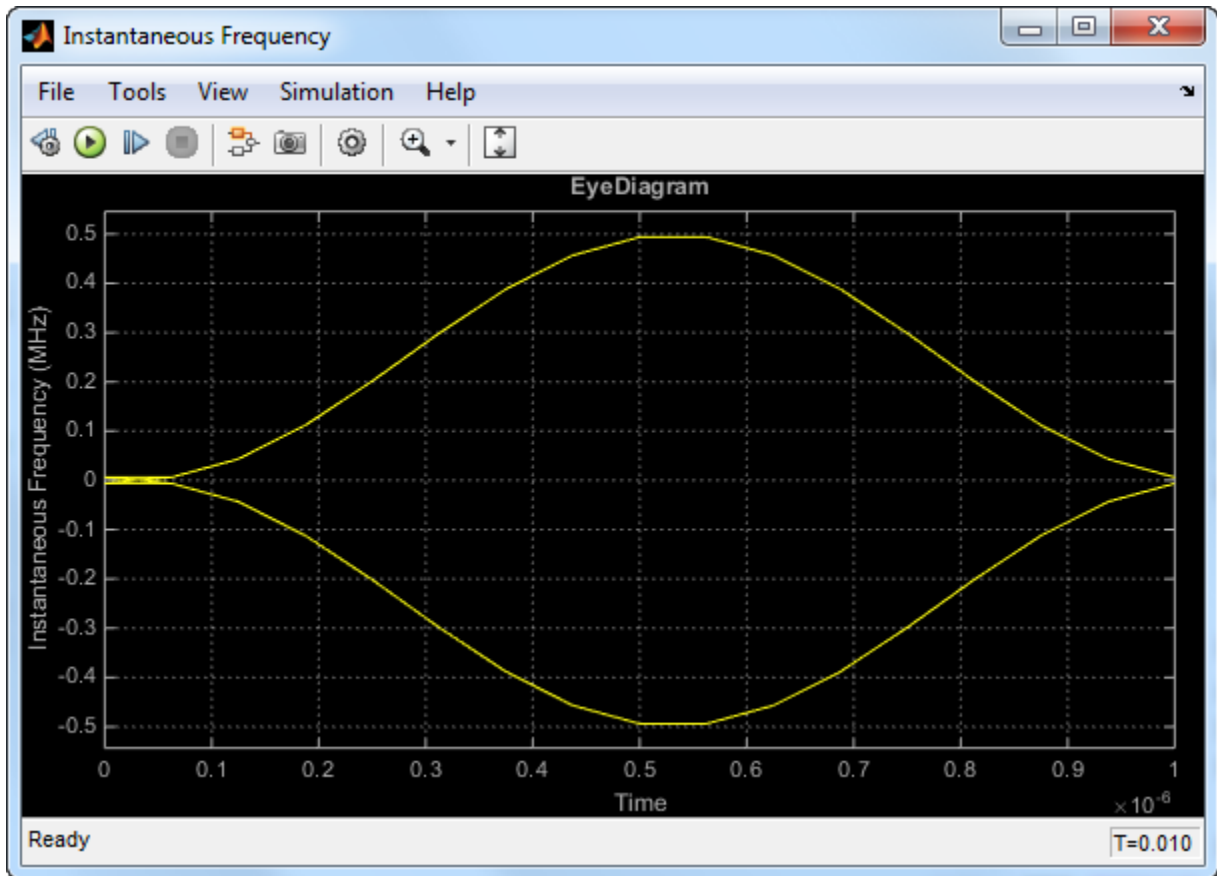 Instantaneous Frequency
File Tools View Simulation Help
EyeDiagram
Instantaneous Frequency (MHz)
0.5
0.4
0.3
0.2
0.1
0
-0.1
-0.2
-0.3
-0.4
-0.5
0 0.1 0.2 0.3 0.4 0.5 0.6 0.7 0.8 0.9 1
Time
×10⁻⁶
Ready
T=0.010